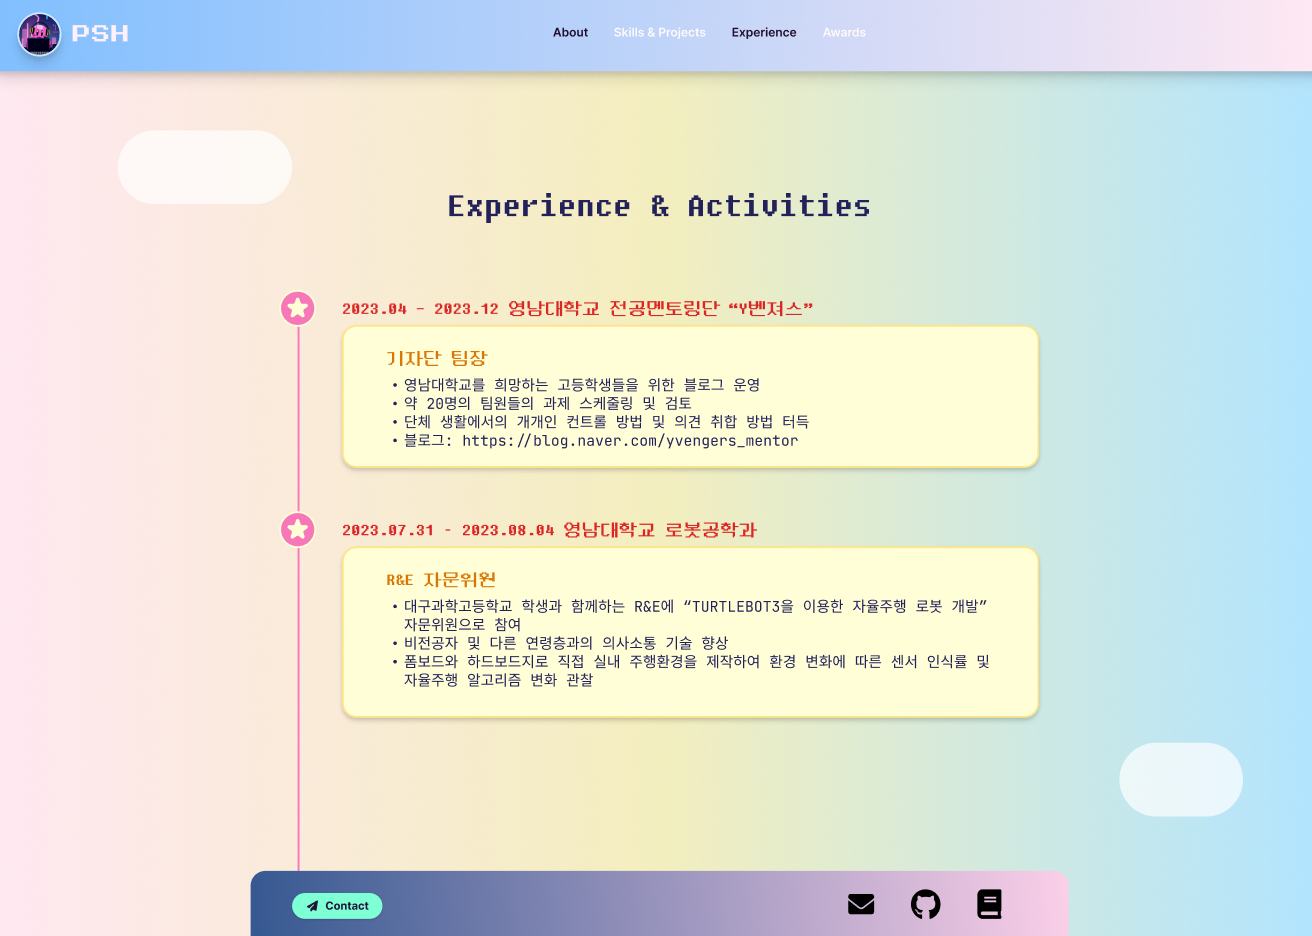 PSH
About
Skills & Projects
Experience
Awards
Experience & Activities
2023.04 - 2023.12 영남대학교 전공멘토링단 “Y벤져스”
기자단 팀장
• 영남대학교를 희망하는 고등학생들을 위한 블로그 운영
• 약 20명의 팀원들의 과제 스케줄링 및 검토
• 단체 생활에서의 개개인 컨트롤 방법 및 의견 취합 방법 터득
• 블로그: https://blog.naver.com/yvengers_mentor
2023.07.31 - 2023.08.04 영남대학교 로봇공학과
R&E 자문위원
• 대구과학고등학교 학생과 함께하는 R&E에 “TURTLEBOT3을 이용한 자율주행 로봇 개발”
자문위원으로 참여
• 비전공자 및 다른 연령층과의 의사소통 기술 향상
• 폼보드와 하드보드지로 직접 실내 주행환경을 제작하여 환경 변화에 따른 센서 인식률 및
자율주행 알고리즘 변화 관찰
Contact